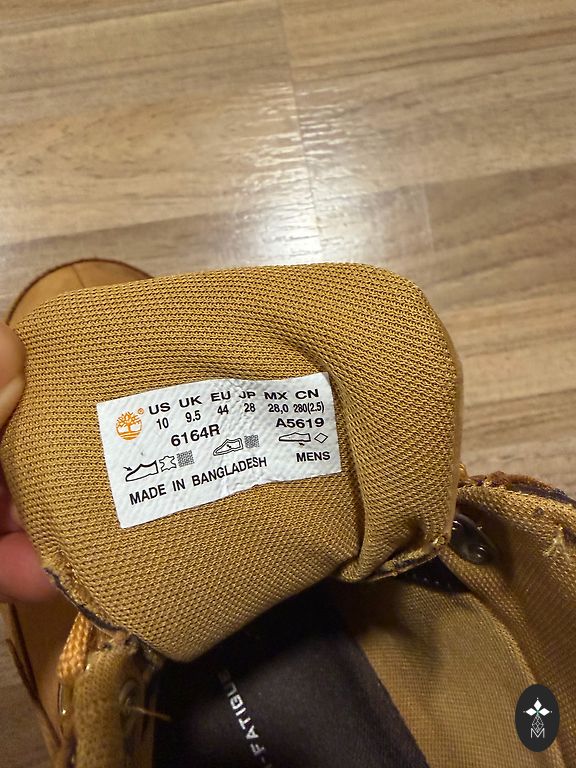 US UK EU JP MX CN
10 9.5 44 28 28.0 280(2.5)
6164R A5619
MADE IN BANGLADESH MENS
-FATIGUE
M